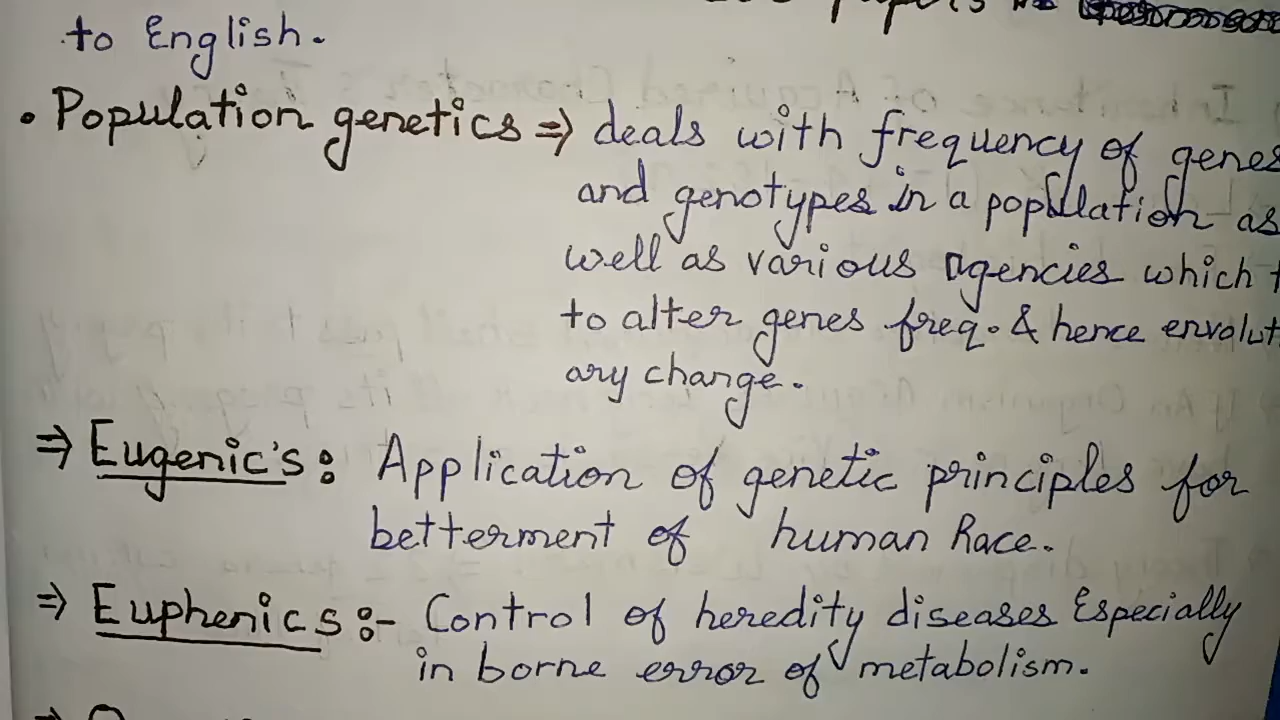 to English.
• Population genetics ⇒ deals with frequency of genes
and genotypes in a population as
well as various agencies which
to alter genes freq. & hence envolut
ary change.
⇒ Eugenic's : Application of genetic principles for
betterment of human Race.
⇒ Euphenics :- Control of heredity diseases Especially
in borne error of metabolism.